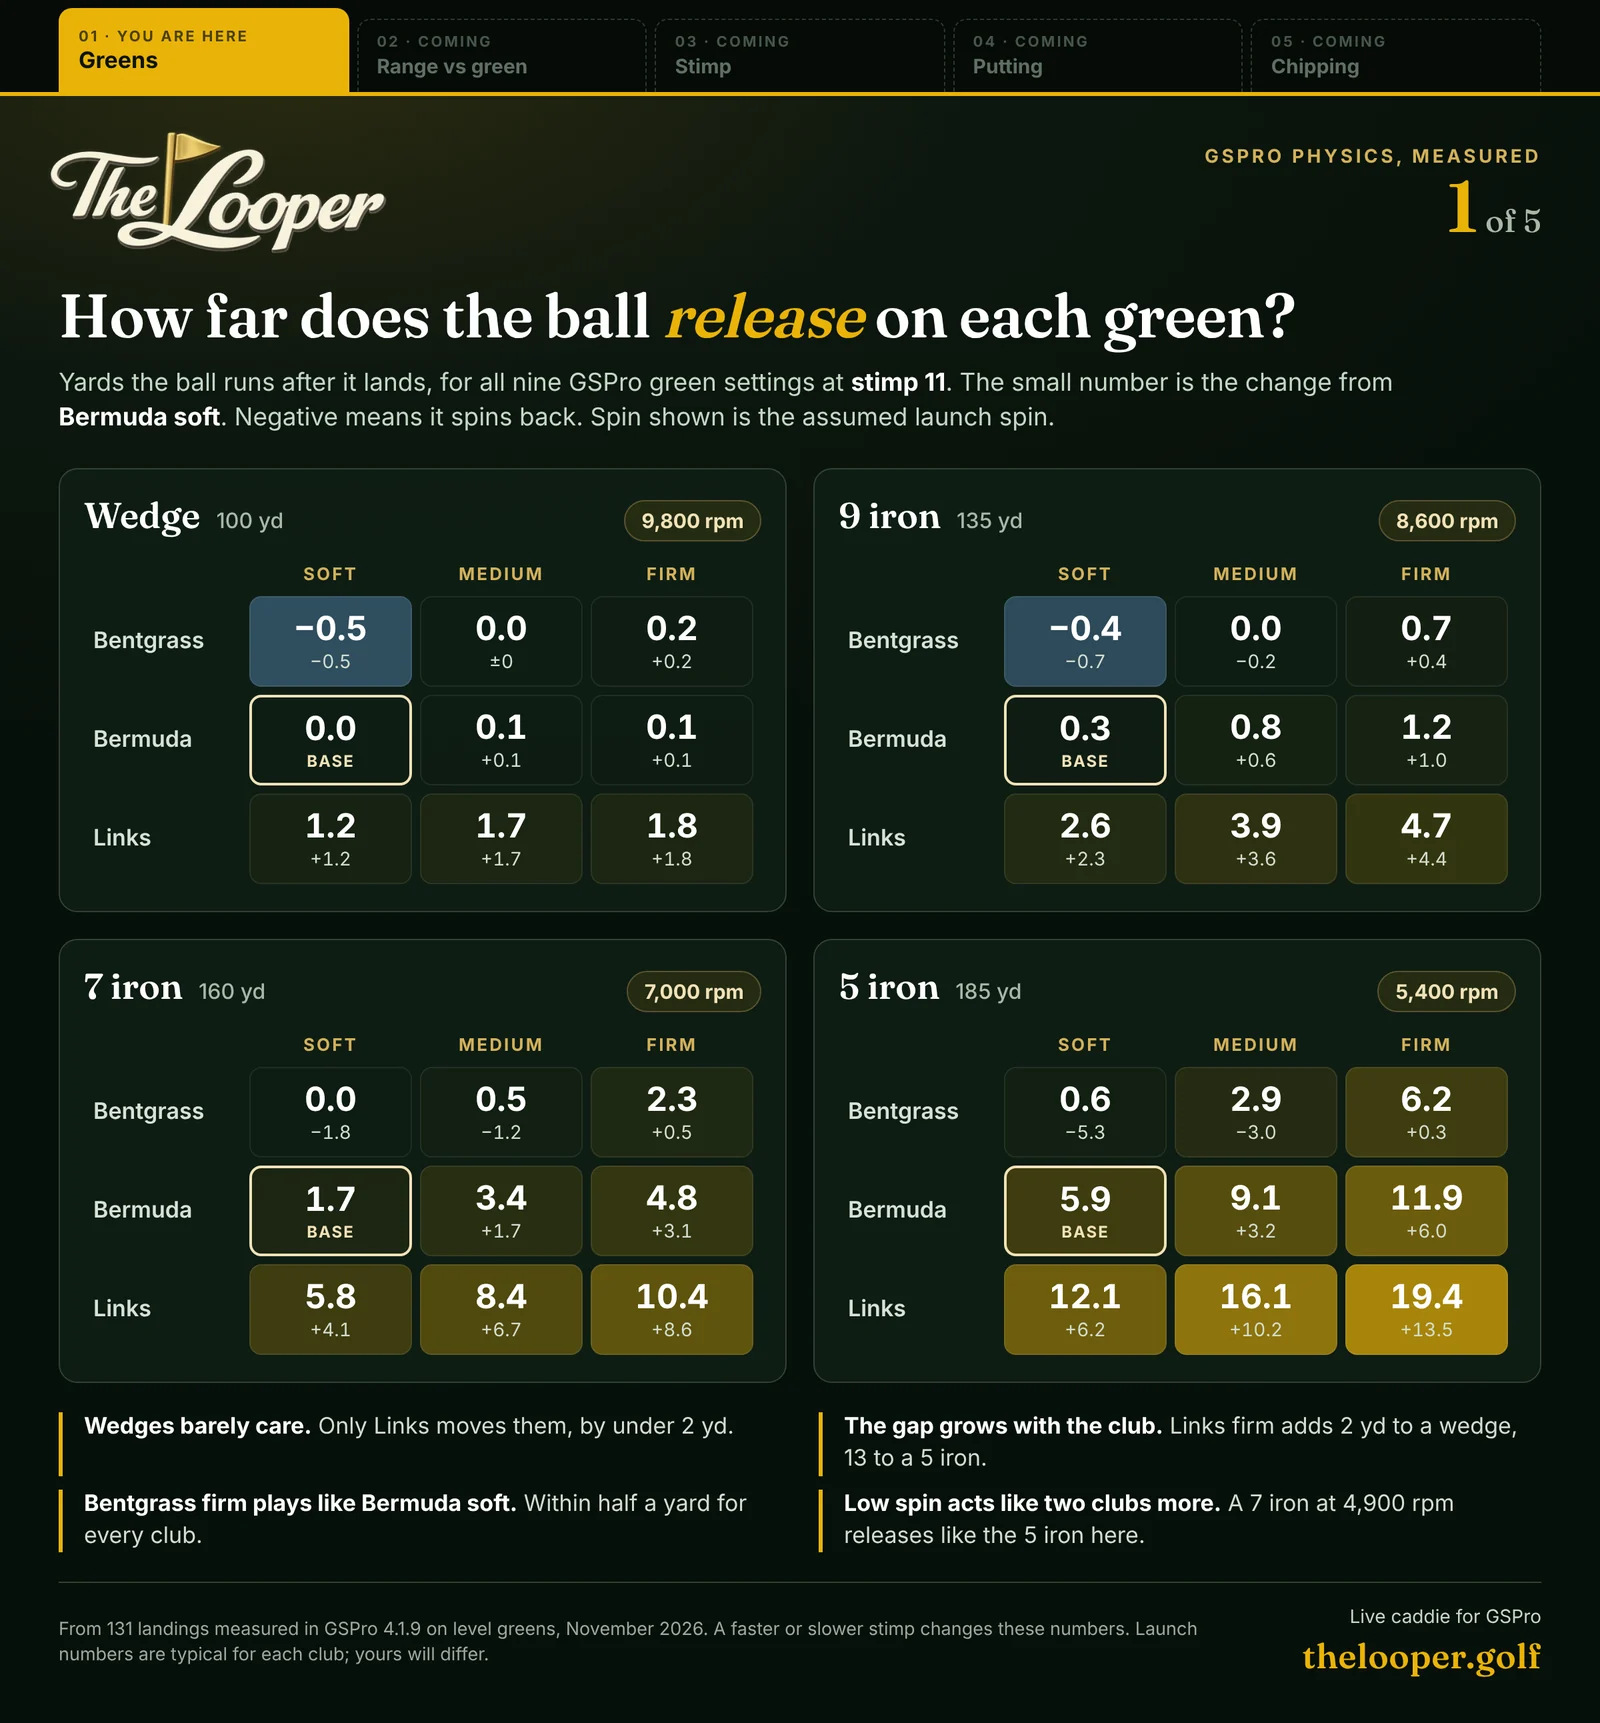 01 · YOU ARE HERE
Greens
02 · COMING
Range vs green
03 · COMING
Stimp
04 · COMING
Putting
05 · COMING
Chipping
The Looper
GSPRO PHYSICS, MEASURED
1 of 5
How far does the ball release on each green?
Yards the ball runs after it lands, for all nine GSPro green settings at stimp 11. The small number is the change from
Bermuda soft. Negative means it spins back. Spin shown is the assumed launch spin.
Wedge 100 yd 9,800 rpm
SOFT MEDIUM FIRM
Bentgrass −0.5 0.0 0.2
−0.5 ±0 +0.2
Bermuda 0.0 0.1 0.1
BASE +0.1 +0.1
Links 1.2 1.7 1.8
+1.2 +1.7 +1.8
9 iron 135 yd 8,600 rpm
SOFT MEDIUM FIRM
Bentgrass −0.4 0.0 0.7
−0.7 −0.2 +0.4
Bermuda 0.3 0.8 1.2
BASE +0.6 +1.0
Links 2.6 3.9 4.7
+2.3 +3.6 +4.4
7 iron 160 yd 7,000 rpm
SOFT MEDIUM FIRM
Bentgrass 0.0 0.5 2.3
−1.8 −1.2 +0.5
Bermuda 1.7 3.4 4.8
BASE +1.7 +3.1
Links 5.8 8.4 10.4
+4.1 +6.7 +8.6
5 iron 185 yd 5,400 rpm
SOFT MEDIUM FIRM
Bentgrass 0.6 2.9 6.2
−5.3 −3.0 +0.3
Bermuda 5.9 9.1 11.9
BASE +3.2 +6.0
Links 12.1 16.1 19.4
+6.2 +10.2 +13.5
Wedges barely care. Only Links moves them, by under 2 yd.
The gap grows with the club. Links firm adds 2 yd to a wedge,
13 to a 5 iron.
Bentgrass firm plays like Bermuda soft. Within half a yard for
every club.
Low spin acts like two clubs more. A 7 iron at 4,900 rpm
releases like the 5 iron here.
From 131 landings measured in GSPro 4.1.9 on level greens, November 2026. A faster or slower stimp changes these numbers. Launch
numbers are typical for each club; yours will differ.
Live caddie for GSPro
thelooper.golf